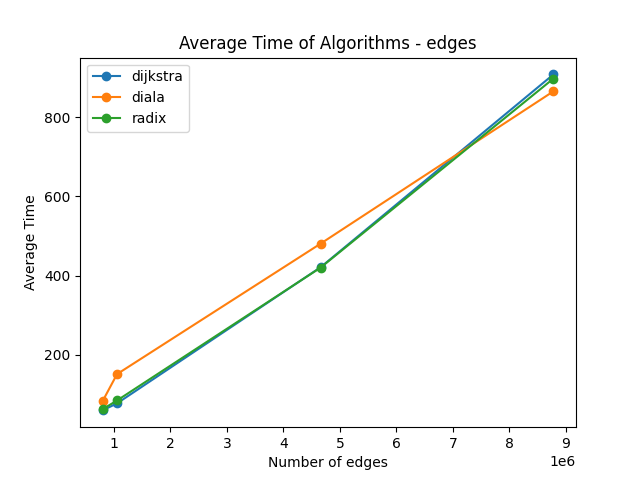 Average Time of Algorithms - edges
dijkstra
diala
radix
Average Time
800
600
400
200
1 2 3 4 5 6 7 8 9
1e6
Number of edges